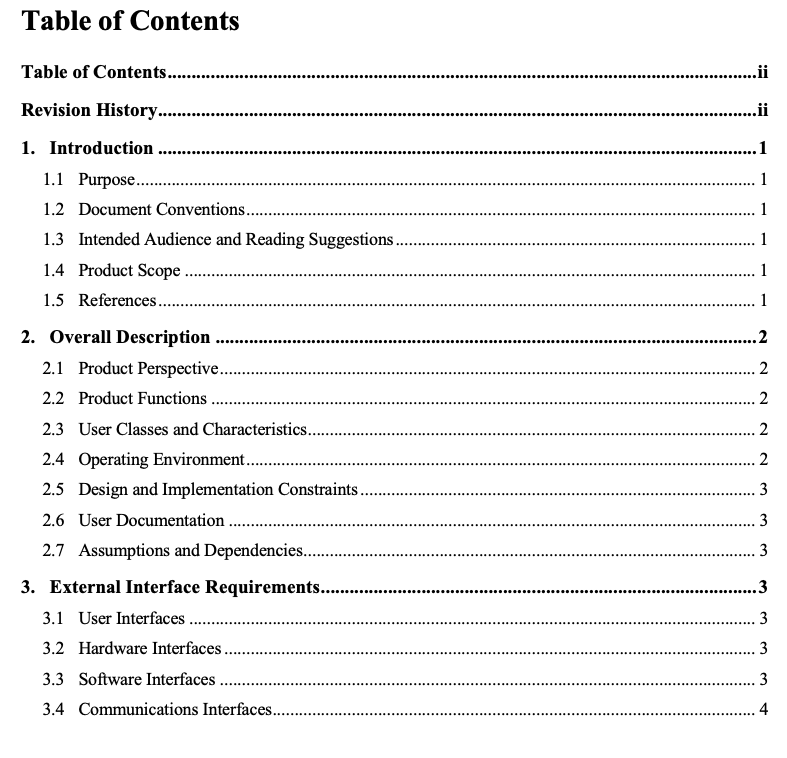 Table of Contents
Table of Contents..........................................................................................................................ii
Revision History...........................................................................................................................ii
1. Introduction ............................................................................................................................1
1.1 Purpose........................................................................................................................................ 1
1.2 Document Conventions............................................................................................................... 1
1.3 Intended Audience and Reading Suggestions............................................................................. 1
1.4 Product Scope ............................................................................................................................. 1
1.5 References................................................................................................................................... 1
2. Overall Description ................................................................................................................2
2.1 Product Perspective..................................................................................................................... 2
2.2 Product Functions ....................................................................................................................... 2
2.3 User Classes and Characteristics................................................................................................. 2
2.4 Operating Environment............................................................................................................... 2
2.5 Design and Implementation Constraints..................................................................................... 3
2.6 User Documentation ................................................................................................................... 3
2.7 Assumptions and Dependencies.................................................................................................. 3
3. External Interface Requirements...........................................................................................3
3.1 User Interfaces ............................................................................................................................ 3
3.2 Hardware Interfaces .................................................................................................................... 3
3.3 Software Interfaces ..................................................................................................................... 3
3.4 Communications Interfaces......................................................................................................... 4